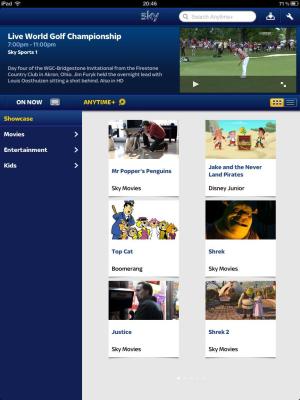 iPad
20:46
71%
sky
Search Anytime+
Live World Golf Championship
7:00pm - 11:00pm
Sky Sports 1
Day four of the WGC-Bridgestone Invitational from the Firestone
Country Club in Akron, Ohio. Jim Furyk held the overnight lead with
Louis Oosthuizen sitting a shot behind. Also in HD
ON NOW
ANYTIME+
Showcase
Movies
Entertainment
Kids
Mr Popper's Penguins
Sky Movies
Jake and the Never
Land Pirates
Disney Junior
Top Cat
Boomerang
Shrek
Sky Movies
Justice
Sky Movies
Shrek 2
Sky Movies